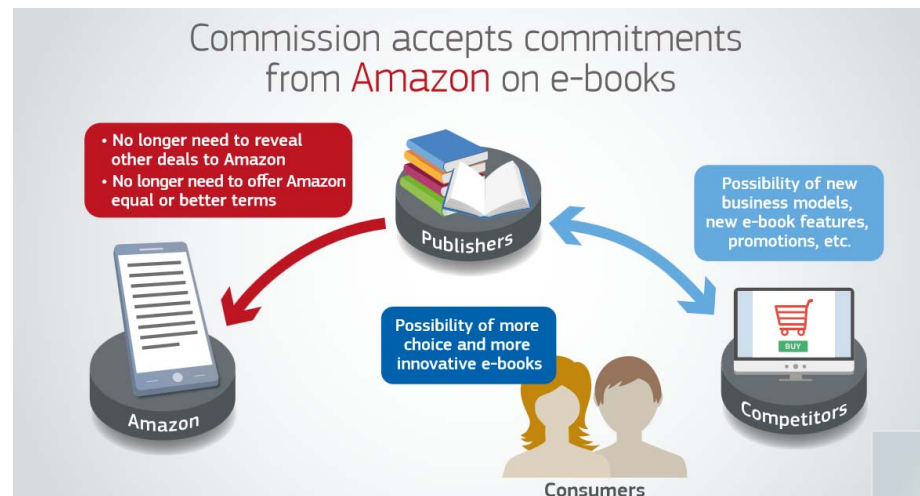 Commission accepts commitments
from Amazon on e-books
• No longer need to reveal
other deals to Amazon
• No longer need to offer Amazon
equal or better terms
Publishers
Possibility of new
business models,
new e-book features,
promotions, etc.
Possibility of more
choice and more
innovative e-books
BUY
Amazon
Competitors
Consumers